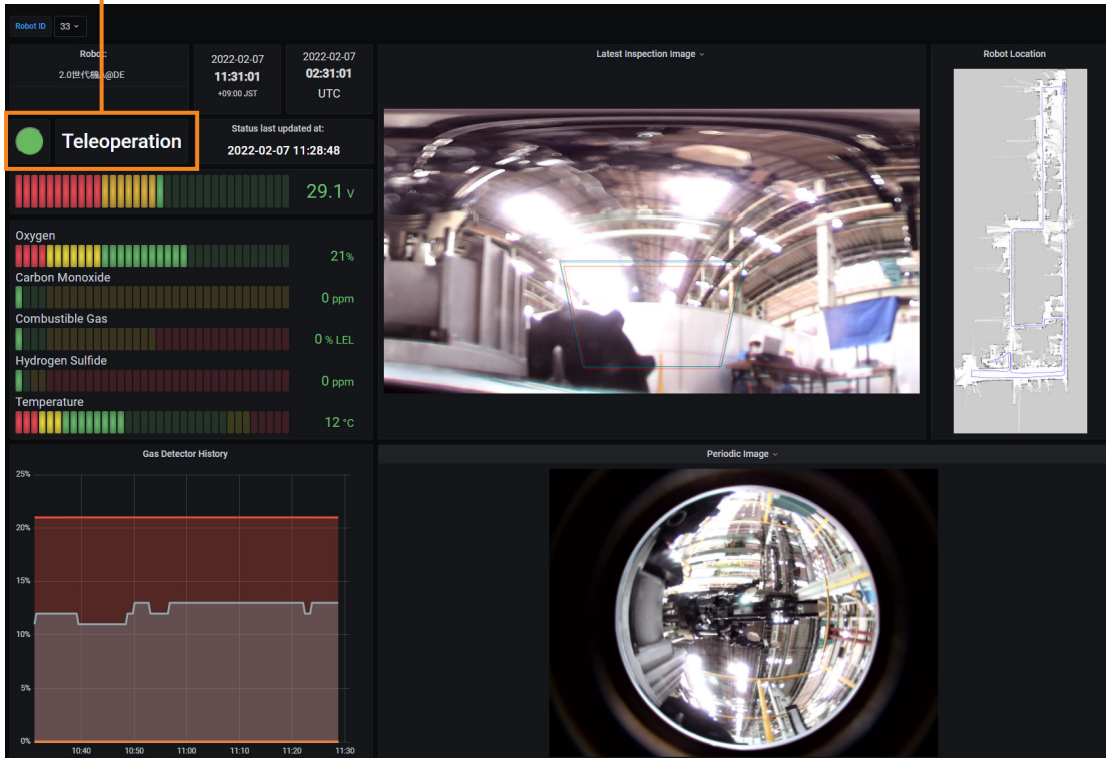 Robot ID 33
Robot:
2.0世代機A@DE
2022-02-07
11:31:01
+09:00 JST
2022-02-07
02:31:01
UTC
Teleoperation
Status last updated at:
2022-02-07 11:28:48
29.1 V
Oxygen
21%
Carbon Monoxide
0 ppm
Combustible Gas
0 % LEL
Hydrogen Sulfide
0 ppm
Temperature
12 °C
Latest Inspection Image
Robot Location
Gas Detector History
25%
20%
15%
10%
5%
0%
10:40 10:50 11:00 11:10 11:20 11:30
Periodic Image